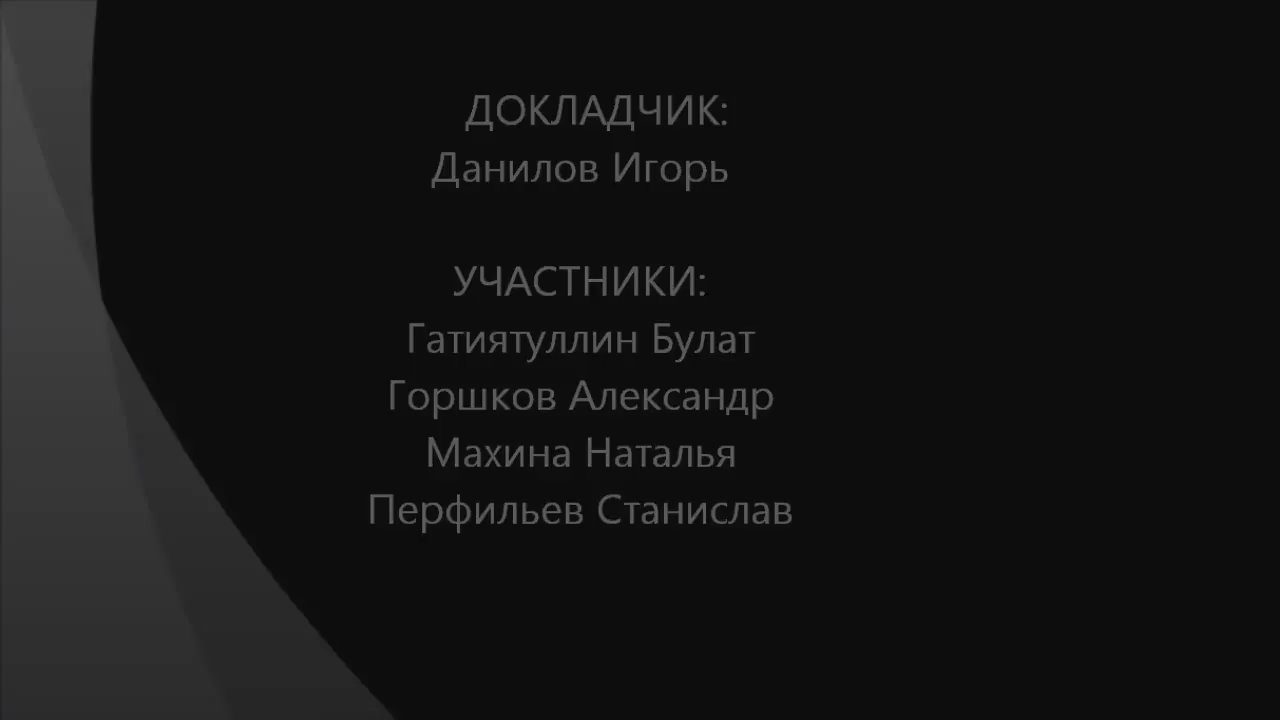 ДОКЛАДЧИК:
Данилов Игорь
УЧАСТНИКИ:
Гатиятуллин Булат
Горшков Александр
Махина Наталья
Перфильев Станислав